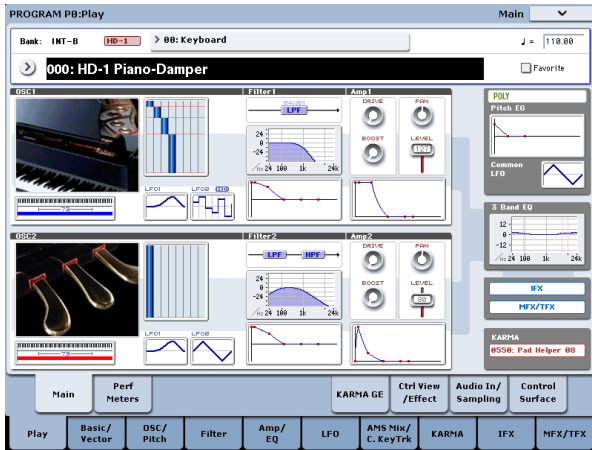 PROGRAM P0:Play
Main
Bank: INT-B HD-1 > 00: Keyboard
♩ = 110.00
000: HD-1 Piano-Damper
Favorite
OSC1 Filter1 Amp1
POLY
Pitch EG
LPF
DRIVE PAN
BOOST LEVEL
127
24
0
-24
/Hz 24 100 1k 24k
LFO1 LFO2
73
Common
LFO
3 Band EQ
12
0
-12
/Hz 24 100 1k 24k
OSC2 Filter2 Amp2
LPF HPF
DRIVE PAN
BOOST LEVEL
80
24
0
-24
/Hz 24 100 1k 24k
LFO1 LFO2
73
IFX
MFX/TFX
KARMA
0550: Pad Helper 08
Main
Perf
Meters
KARMA GE
Ctrl View
/Effect
Audio In/
Sampling
Control
Surface
Play
Basic/
Vector
OSC/
Pitch
Filter
Amp/
EQ
LFO
AMS Mix/
C. KeyTrk
KARMA
IFX
MFX/TFX